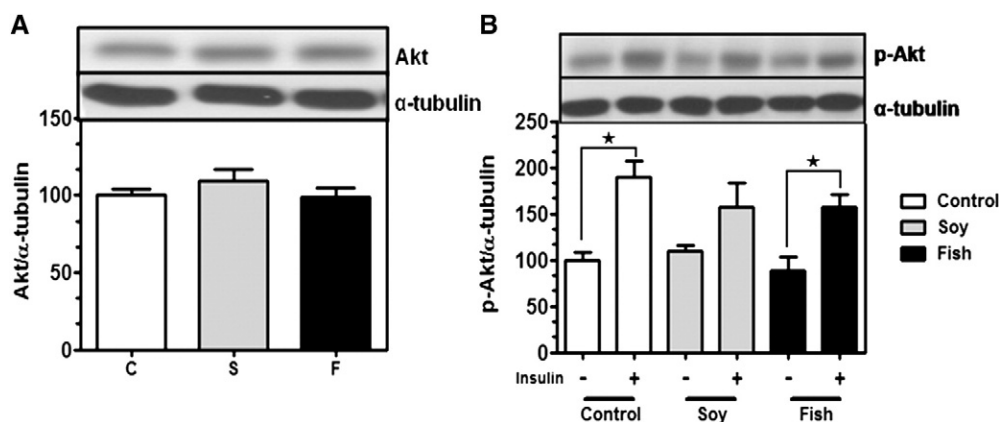 A
Akt
α-tubulin
150
100
50
0
Akt/α-tubulin
C S F
B
p-Akt
α-tubulin
250
200
150
100
50
0
p-Akt/α-tubulin
★
★
Insulin - + - + - +
Control Soy Fish
Control
Soy
Fish